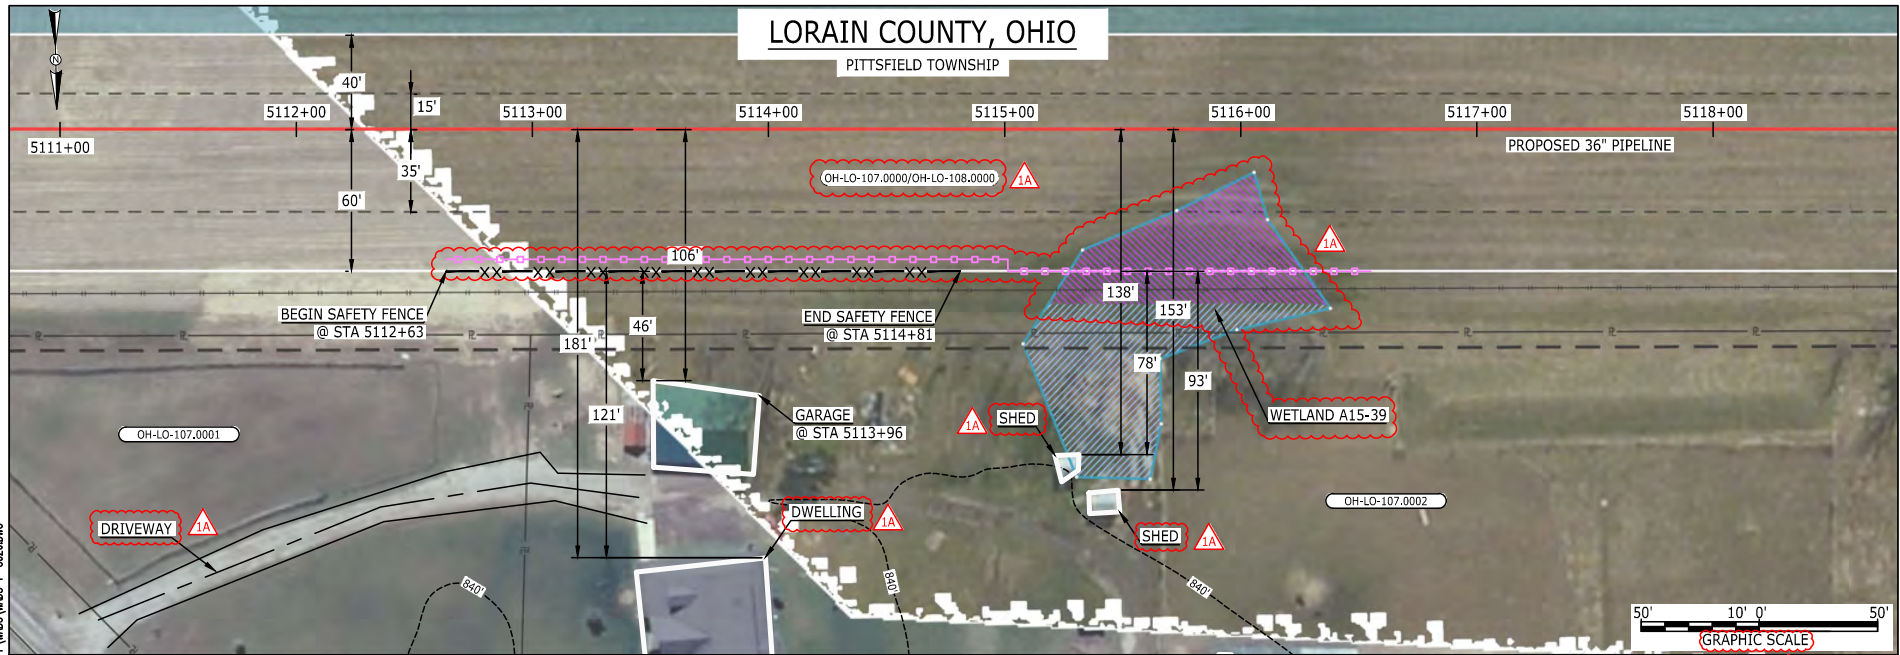 LORAIN COUNTY, OHIO
PITTSFIELD TOWNSHIP
N
40'
15'
5111+00
5112+00
5113+00
5114+00
5115+00
5116+00
5117+00
5118+00
PROPOSED 36" PIPELINE
35'
60'
OH-LO-107.0000/OH-LO-108.0000
1A
1A
106'
138'
153'
BEGIN SAFETY FENCE
@ STA 5112+63
46'
181'
END SAFETY FENCE
@ STA 5114+81
78'
93'
121'
GARAGE
@ STA 5113+96
1A
SHED
WETLAND A15-39
OH-LO-107.0001
OH-LO-107.0002
DRIVEWAY
1A
DWELLING
1A
SHED
1A
840'
840'
840'
50'
10'
0'
50'
GRAPHIC SCALE